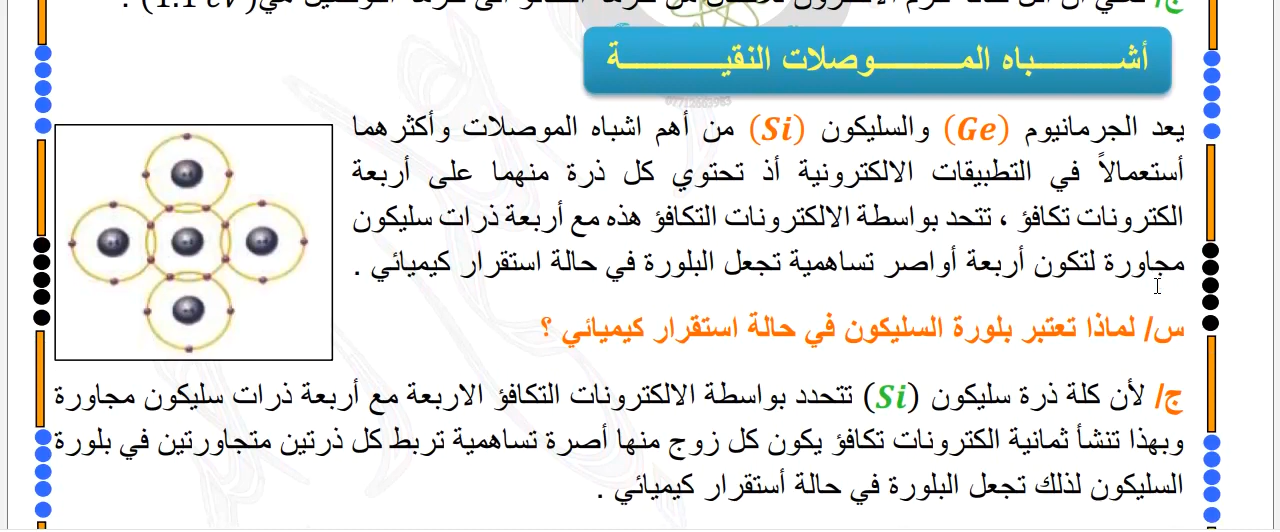 (1.1 eV)
أشباه الموصلات النقية
07712663983
يعد الجرمانيوم (Ge) والسليكون (Si) من أهم اشباه الموصلات وأكثرهما
أستعمالاً في التطبيقات الالكترونية أذ تحتوي كل ذرة منهما على أربعة
الكترونات تكافؤ ، تتحد بواسطة الالكترونات التكافؤ هذه مع أربعة ذرات سليكون
مجاورة لتكون أربعة أواصر تساهمية تجعل البلورة في حالة استقرار كيميائي .
س/ لماذا تعتبر بلورة السليكون في حالة استقرار كيميائي ؟
ج/ لأن كلة ذرة سليكون (Si) تتحدد بواسطة الالكترونات التكافؤ الاربعة مع أربعة ذرات سليكون مجاورة
وبهذا تنشأ ثمانية الكترونات تكافؤ يكون كل زوج منها أصرة تساهمية تربط كل ذرتين متجاورتين في بلورة
السليكون لذلك تجعل البلورة في حالة أستقرار كيميائي .